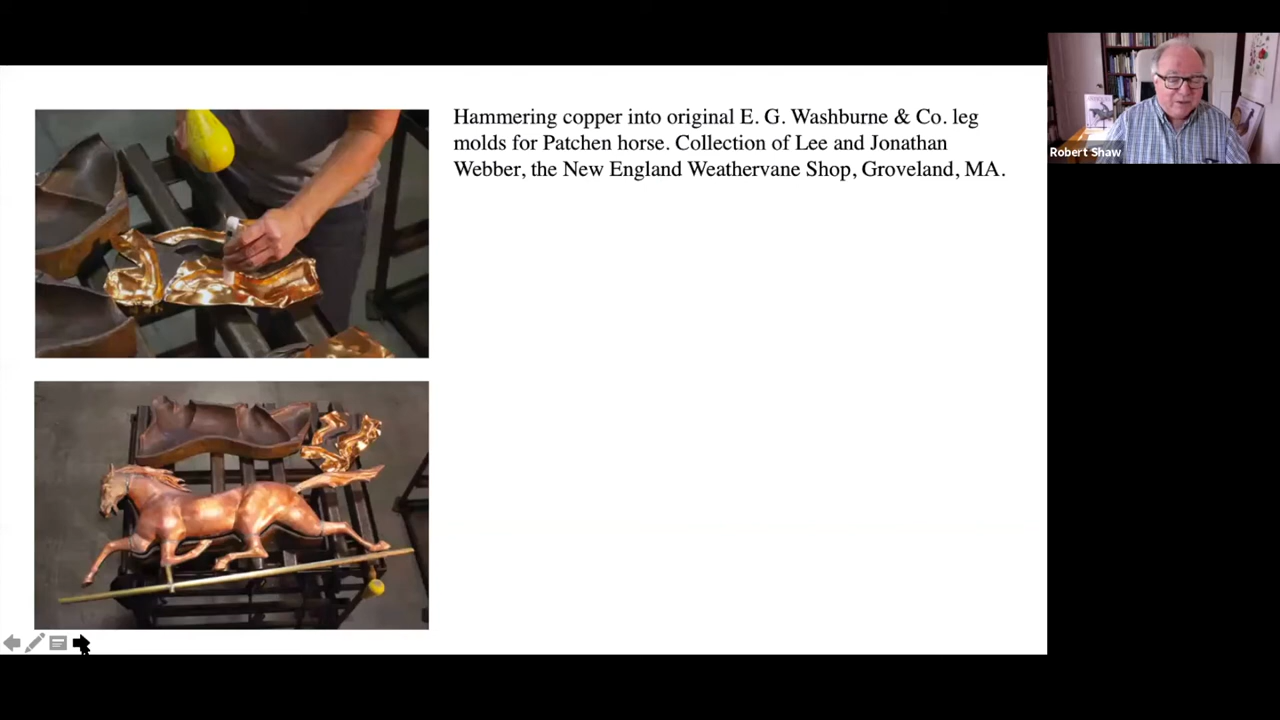 Hammering copper into original E. G. Washburne & Co. leg
molds for Patchen horse. Collection of Lee and Jonathan
Webber, the New England Weathervane Shop, Groveland, MA.
Robert Shaw